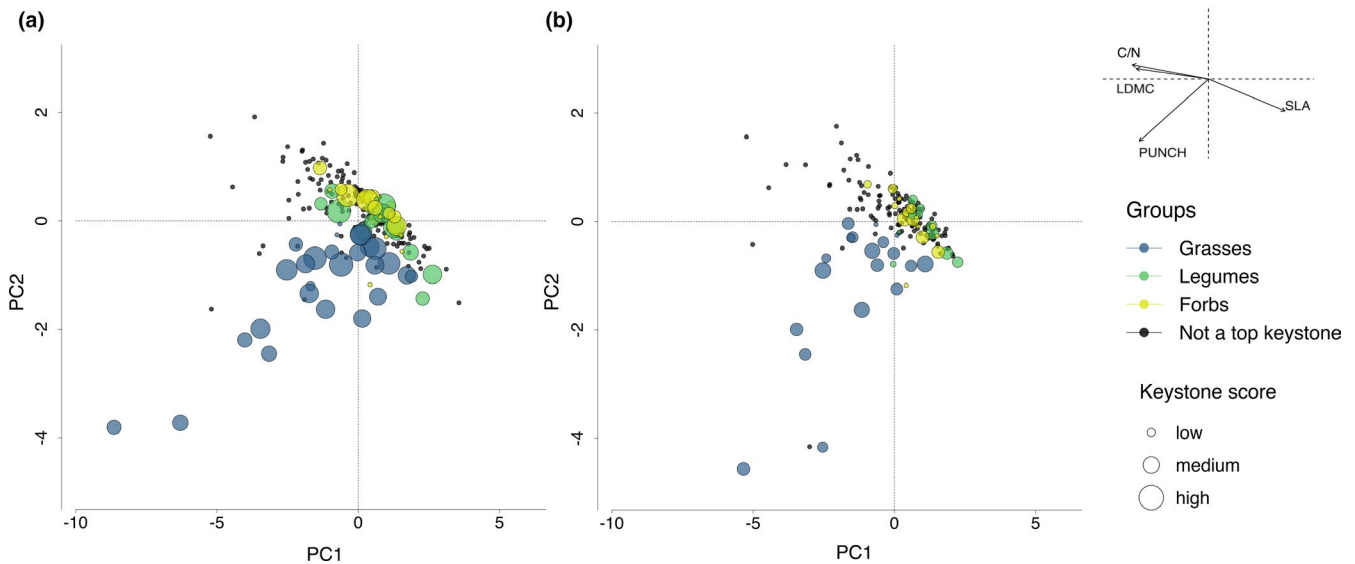 (a)
2
0
-2
-4
PC2
-10
-5
0
5
PC1
(b)
2
0
-2
-4
PC2
-10
-5
0
5
PC1
C/N
LDMC
SLA
PUNCH
Groups
Grasses
Legumes
Forbs
Not a top keystone
Keystone score
low
medium
high